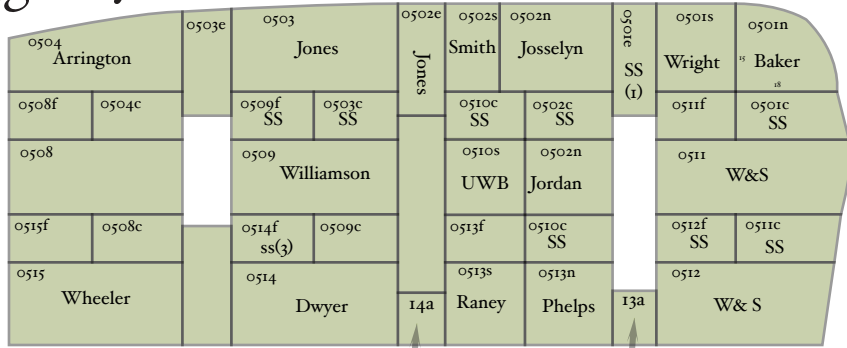 0504
Arrington
0503e
0503
Jones
0502e
Jones
0502s
Smith
0502n
Josselyn
0501e
SS
(1)
0501s
Wright
0501n
15 Baker
18
0508f
0504c
0509f
SS
0503c
SS
0510c
SS
0502c
SS
0511f
0501c
SS
0508
0509
Williamson
0510s
UWB
0502n
Jordan
0511
W&S
0515f
0508c
0514f
ss(3)
0509c
0513f
0510c
SS
0512f
SS
0511c
SS
0515
Wheeler
0514
Dwyer
14a
0513s
Raney
0513n
Phelps
13a
0512
W& S